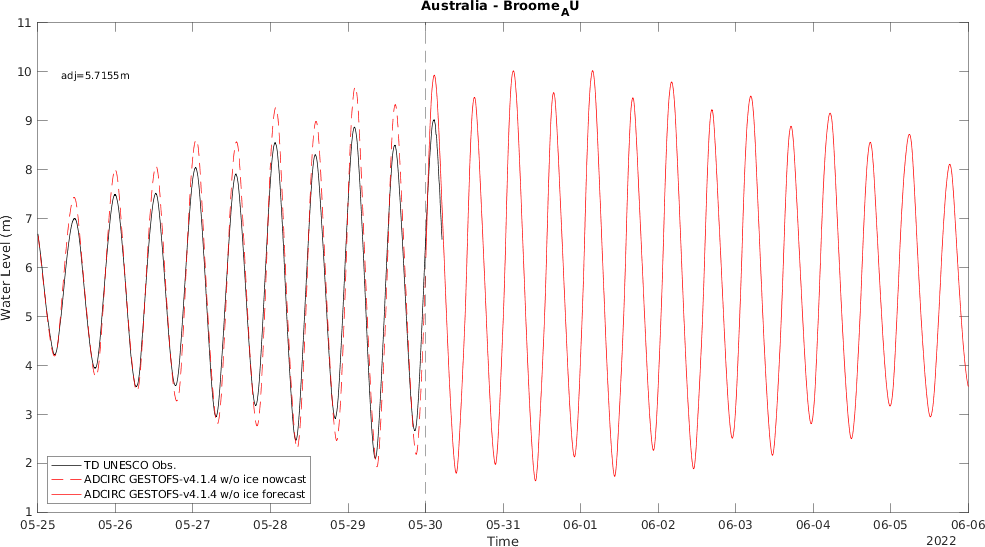 Australia - Broome_AU
11
10
9
8
7
6
5
4
3
2
1
Water Level (m)
adj=5.7155m
TD UNESCO Obs.
ADCIRC GESTOFS-v4.1.4 w/o ice nowcast
ADCIRC GESTOFS-v4.1.4 w/o ice forecast
05-25 05-26 05-27 05-28 05-29 05-30 05-31 06-01 06-02 06-03 06-04 06-05 06-06
Time
2022